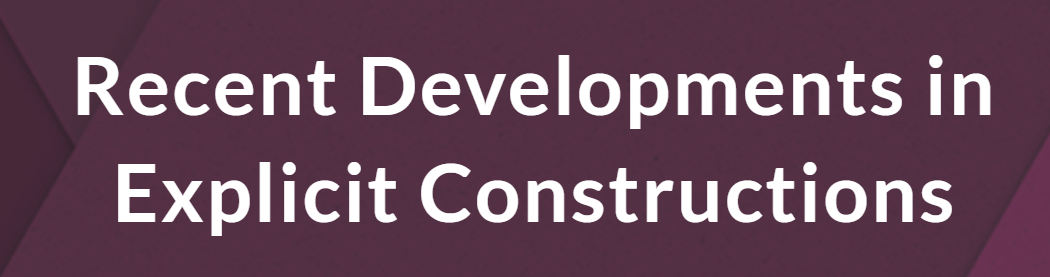 Recent Developments in
Explicit Constructions